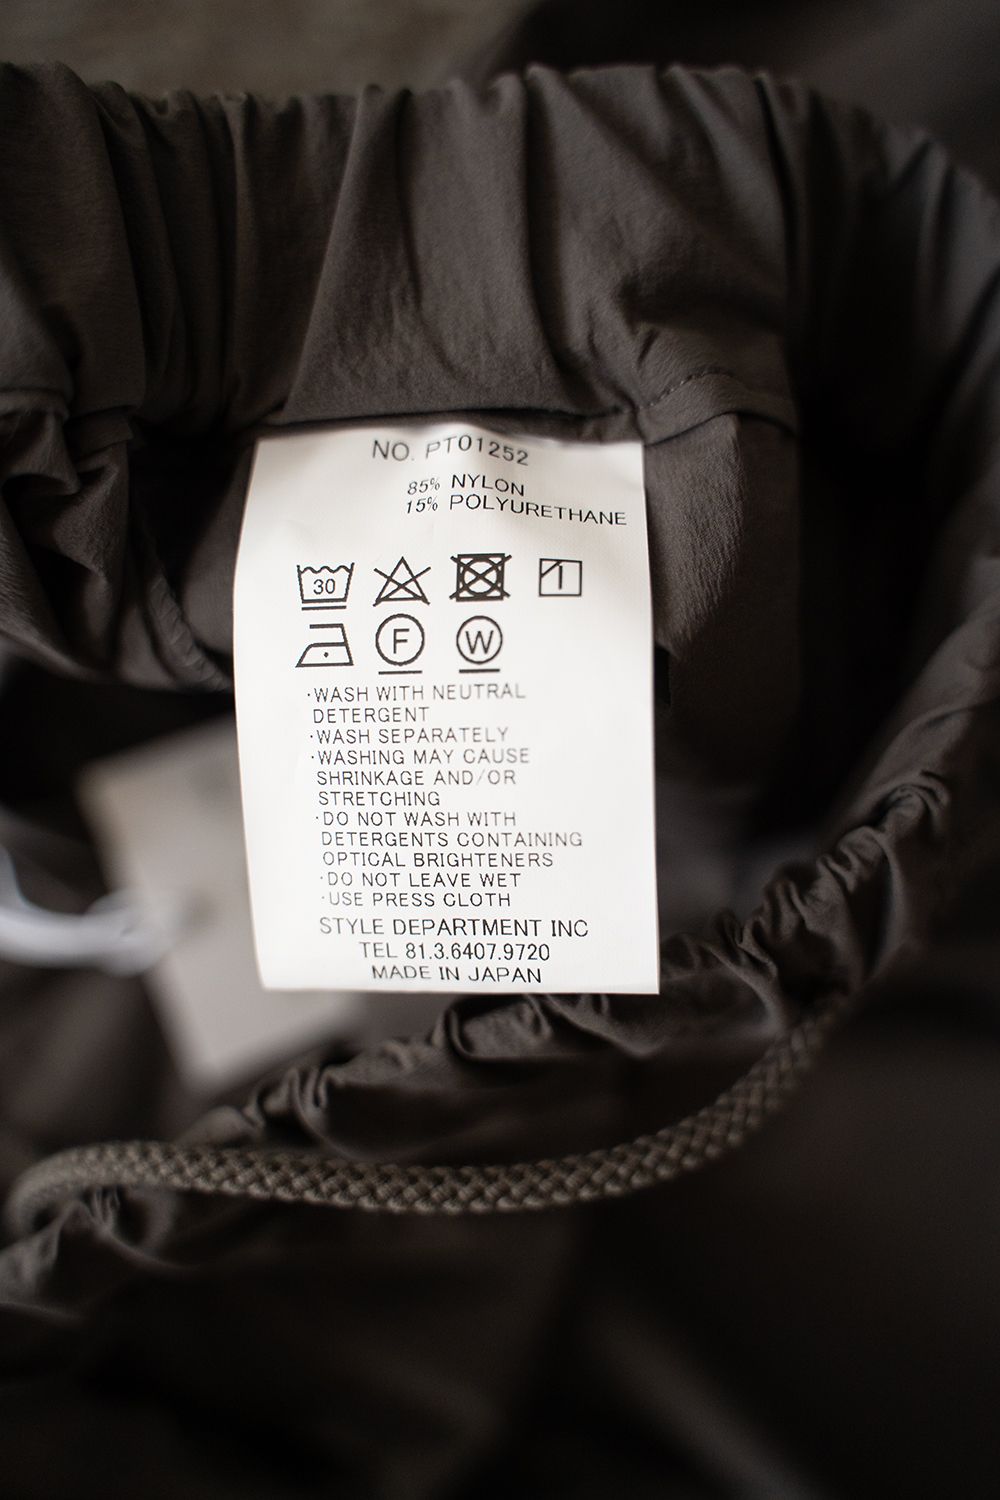 NO. PT01252
85% NYLON
15% POLYURETHANE
30
F W
·WASH WITH NEUTRAL
DETERGENT
·WASH SEPARATELY
·WASHING MAY CAUSE
SHRINKAGE AND/OR
STRETCHING
·DO NOT WASH WITH
DETERGENTS CONTAINING
OPTICAL BRIGHTENERS
·DO NOT LEAVE WET
·USE PRESS CLOTH
STYLE DEPARTMENT INC
TEL 81.3.6407.9720
MADE IN JAPAN